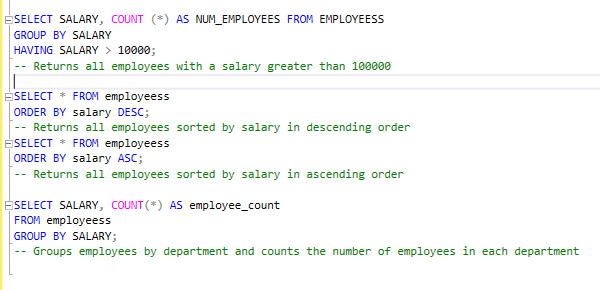 SELECT SALARY, COUNT (*) AS NUM_EMPLOYEES FROM EMPLOYEESS
GROUP BY SALARY
HAVING SALARY > 10000;
-- Returns all employees with a salary greater than 100000
SELECT * FROM employeess
ORDER BY salary DESC;
-- Returns all employees sorted by salary in descending order
SELECT * FROM employeess
ORDER BY salary ASC;
-- Returns all employees sorted by salary in ascending order
SELECT SALARY, COUNT(*) AS employee_count
FROM employeess
GROUP BY SALARY;
-- Groups employees by department and counts the number of employees in each department